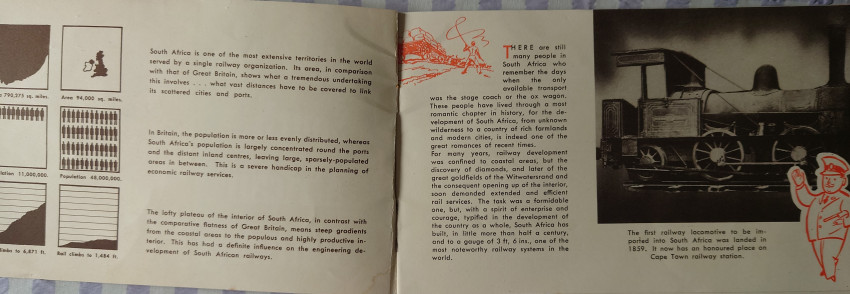 790,275 sq. miles.
Area 94,000 sq. miles.
11,000,000.
Population 48,000,000.
climbs to 6,871 ft.
Rail climbs to 1,484 ft.
South Africa is one of the most extensive territories in the world
served by a single railway organization. Its area, in comparison
with that of Great Britain, shows what a tremendous undertaking
this involves . . . what vast distances have to be covered to link
its scattered cities and ports.
In Britain, the population is more or less evenly distributed, whereas
South Africa's population is largely concentrated round the ports
and the distant inland centres, leaving large, sparsely-populated
areas in between. This is a severe handicap in the planning of
economic railway services.
The lofty plateau of the interior of South Africa, in contrast with
the comparative flatness of Great Britain, means steep gradients
from the coastal areas to the populous and highly productive in-
terior. This has had a definite influence on the engineering de-
velopment of South African railways.
THERE are still
many people in
South Africa who
remember the days
when the only
available transport
was the stage coach or the ox wagon.
These people have lived through a most
romantic chapter in history, for the de-
velopment of South Africa, from unknown
wilderness to a country of rich farmlands
and modern cities, is indeed one of the
great romances of recent times.
For many years, railway development
was confined to coastal areas, but the
discovery of diamonds, and later of the
great goldfields of the Witwatersrand and
the consequent opening up of the interior,
soon demanded extended and efficient
rail services. The task was a formidable
one, but, with a spirit of enterprise and
courage, typified in the development of
the country as a whole, South Africa has
built, in little more than half a century,
and to a gauge of 3 ft, 6 ins., one of the
most noteworthy railway systems in the
world.
The first railway locomotive to be im-
ported into South Africa was landed in
1859. It now has an honoured place on
Cape Town railway station.